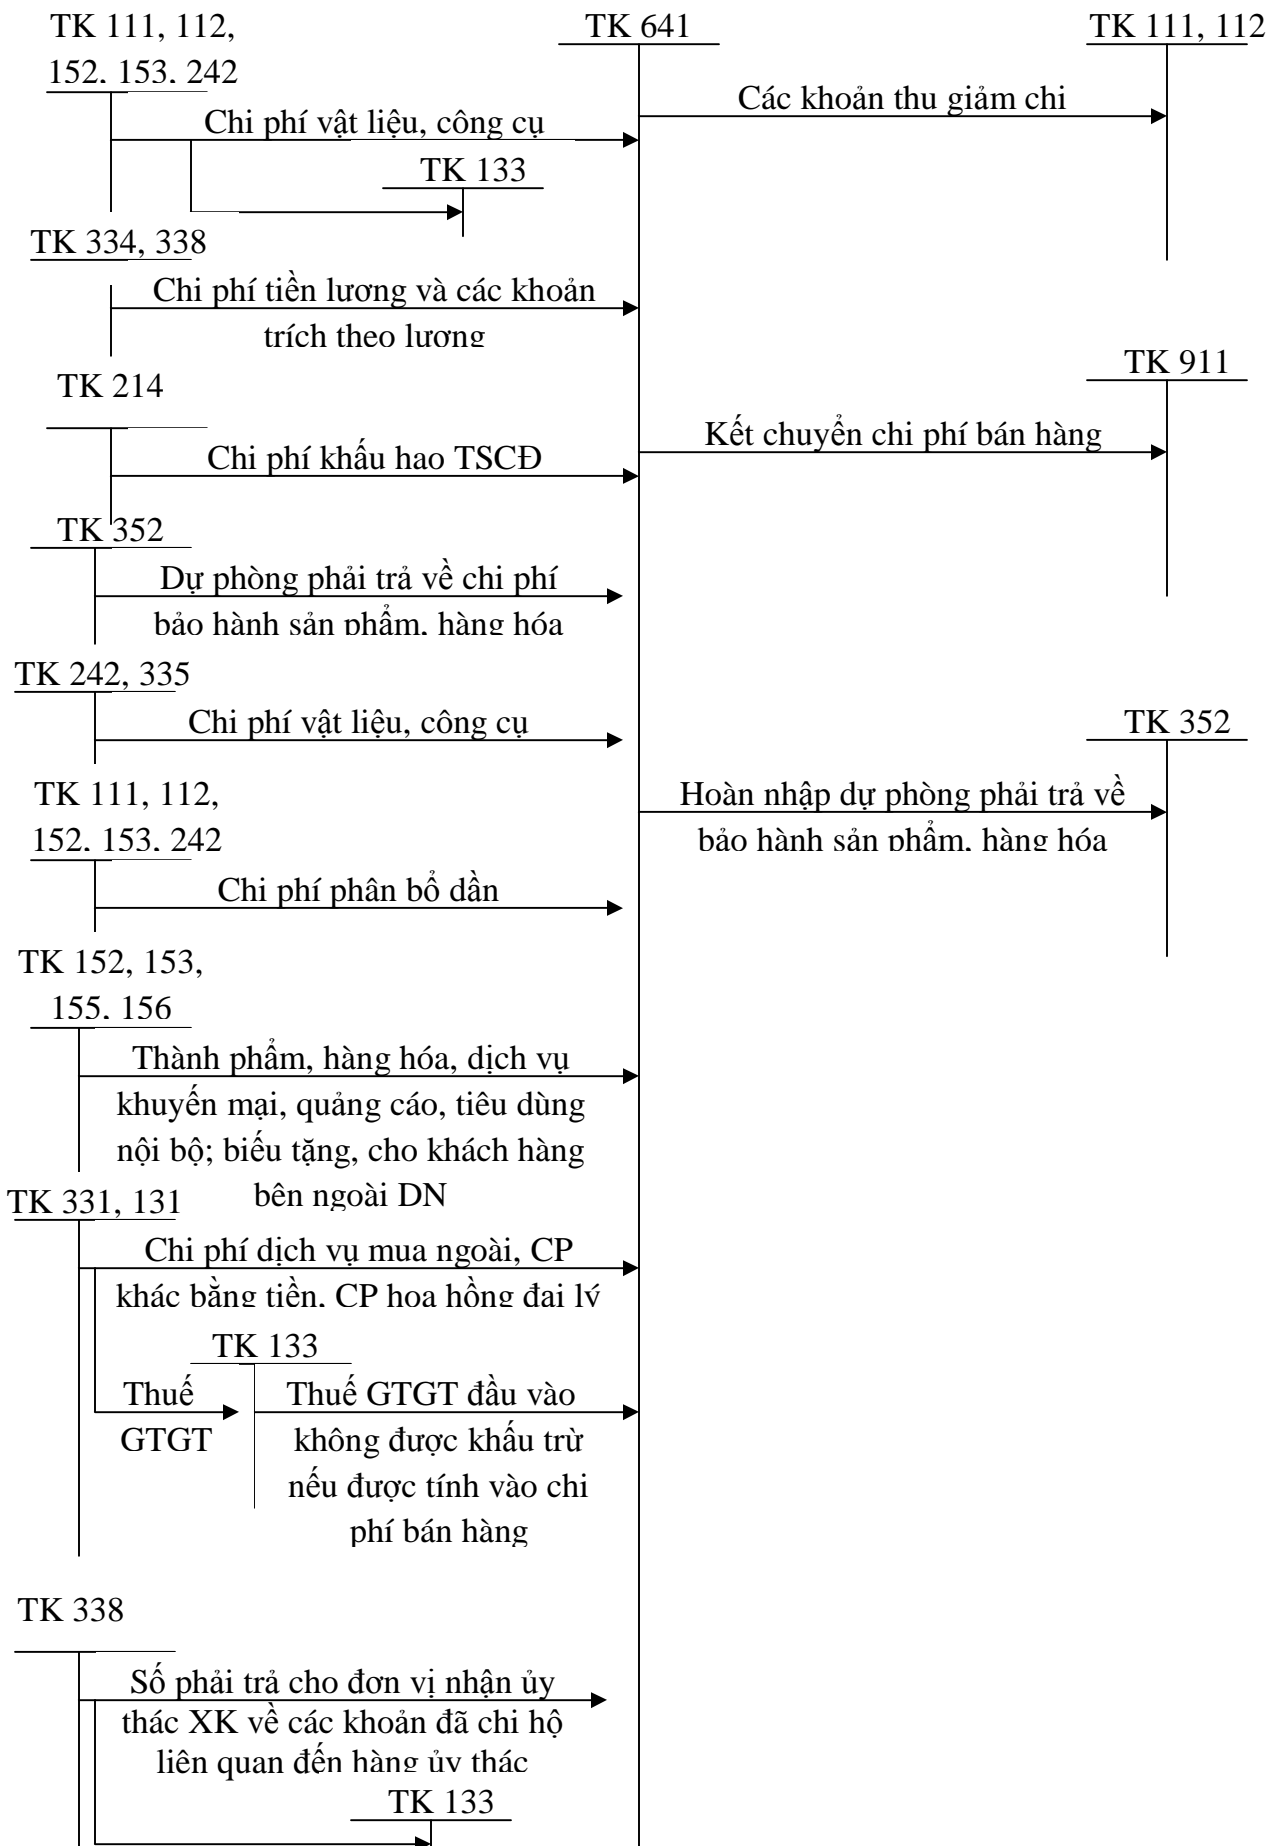 TK 111, 112,
152, 153, 242
TK 641
TK 111, 112
Chi phí vật liệu, công cụ
Các khoản thu giảm chi
TK 133
TK 334, 338
Chi phí tiền lương và các khoản
trích theo lương
TK 911
TK 214
Chi phí khấu hao TSCĐ
Kết chuyển chi phí bán hàng
TK 352
Dự phòng phải trả về chi phí
bảo hành sản phẩm, hàng hóa
TK 242, 335
Chi phí vật liệu, công cụ
TK 352
TK 111, 112,
152, 153, 242
Hoàn nhập dự phòng phải trả về
bảo hành sản phẩm, hàng hóa
Chi phí phân bổ dần
TK 152, 153,
155, 156
Thành phẩm, hàng hóa, dịch vụ
khuyến mại, quảng cáo, tiêu dùng
nội bộ; biếu tặng, cho khách hàng
bên ngoài DN
TK 331, 131
Chi phí dịch vụ mua ngoài, CP
khác bằng tiền, CP hoa hồng đại lý
TK 133
Thuế
GTGT
Thuế GTGT đầu vào
không được khấu trừ
nếu được tính vào chi
phí bán hàng
TK 338
Số phải trả cho đơn vị nhận ủy
thác XK về các khoản đã chi hộ
liên quan đến hàng ủy thác
TK 133